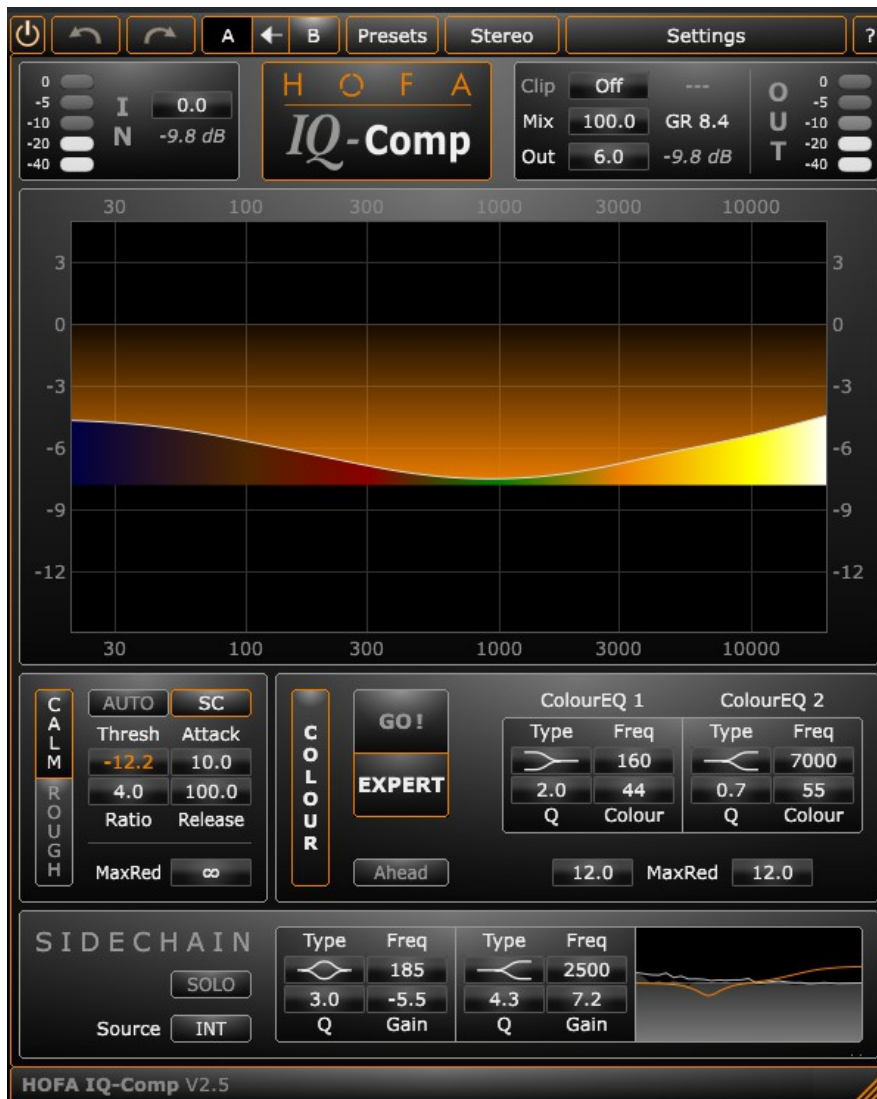 A B Presets Stereo Settings ?
0 -5 -10 -20 -40
IN 0.0
-9.8 dB
HOFA
IQ-Comp
Clip Off ---
Mix 100.0 GR 8.4
Out 6.0 -9.8 dB
OUT
0 -5 -10 -20 -40
30 100 300 1000 3000 10000
3 3
0 0
-3 -3
-6 -6
-9 -9
-12 -12
30 100 300 1000 3000 10000
CALM
ROUGH
AUTO SC
Thresh Attack
-12.2 10.0
4.0 100.0
Ratio Release
MaxRed ∞
COLOUR
GO!
EXPERT
Ahead
ColourEQ 1 ColourEQ 2
Type Freq Type Freq
160 7000
2.0 44 0.7 55
Q Colour Q Colour
12.0 MaxRed 12.0
SIDECHAIN
SOLO
Source INT
Type Freq Type Freq
185 2500
3.0 -5.5 4.3 7.2
Q Gain Q Gain
HOFA IQ-Comp V2.5